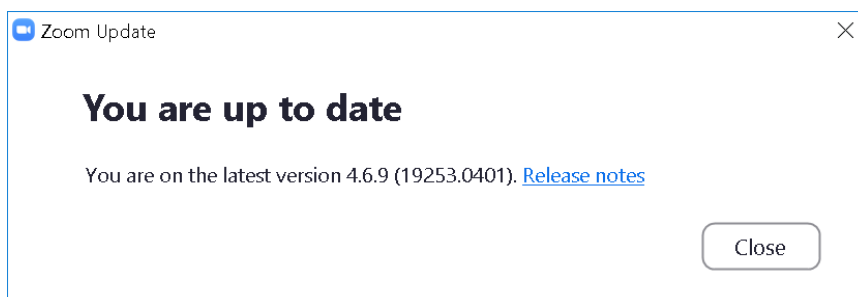 Zoom Update
You are up to date
You are on the latest version 4.6.9 (19253.0401). Release notes
Close